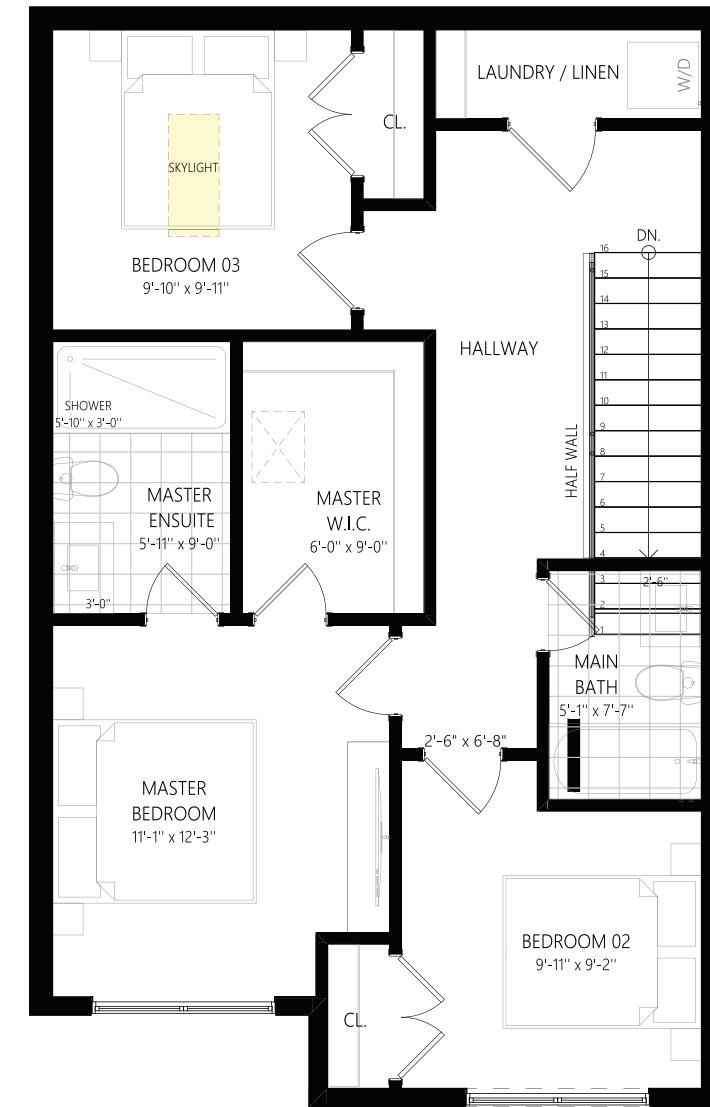 LAUNDRY / LINEN
W/D
CL.
SKYLIGHT
BEDROOM 03
9'-10" x 9'-11"
DN.
16
15
14
13
12
11
10
9
8
7
6
5
4
3
2
1
HALLWAY
HALF WALL
SHOWER
5'-10" x 3'-0"
MASTER
ENSUITE
5'-11" x 9'-0"
3'-0"
MASTER
W.I.C.
6'-0" x 9'-0"
2'-6"
MAIN
BATH
5'-1" x 7'-7"
2'-6" x 6'-8"
MASTER
BEDROOM
11'-1" x 12'-3"
BEDROOM 02
9'-11" x 9'-2"
CL.